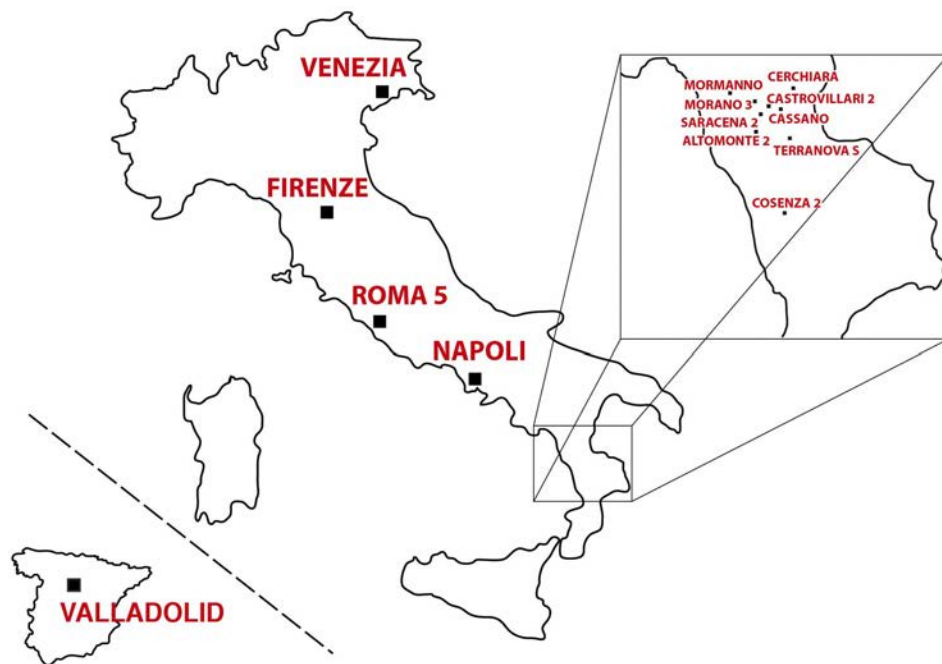 VENEZIA
FIRENZE
ROMA 5
NAPOLI
VALLADOLID
CERCHIARA
MORMANNO
MORANO 3
CASTROVILLARI 2
SARACENA 2
CASSANO
ALTOMONTE 2
TERRANOVA S
COSENZA 2